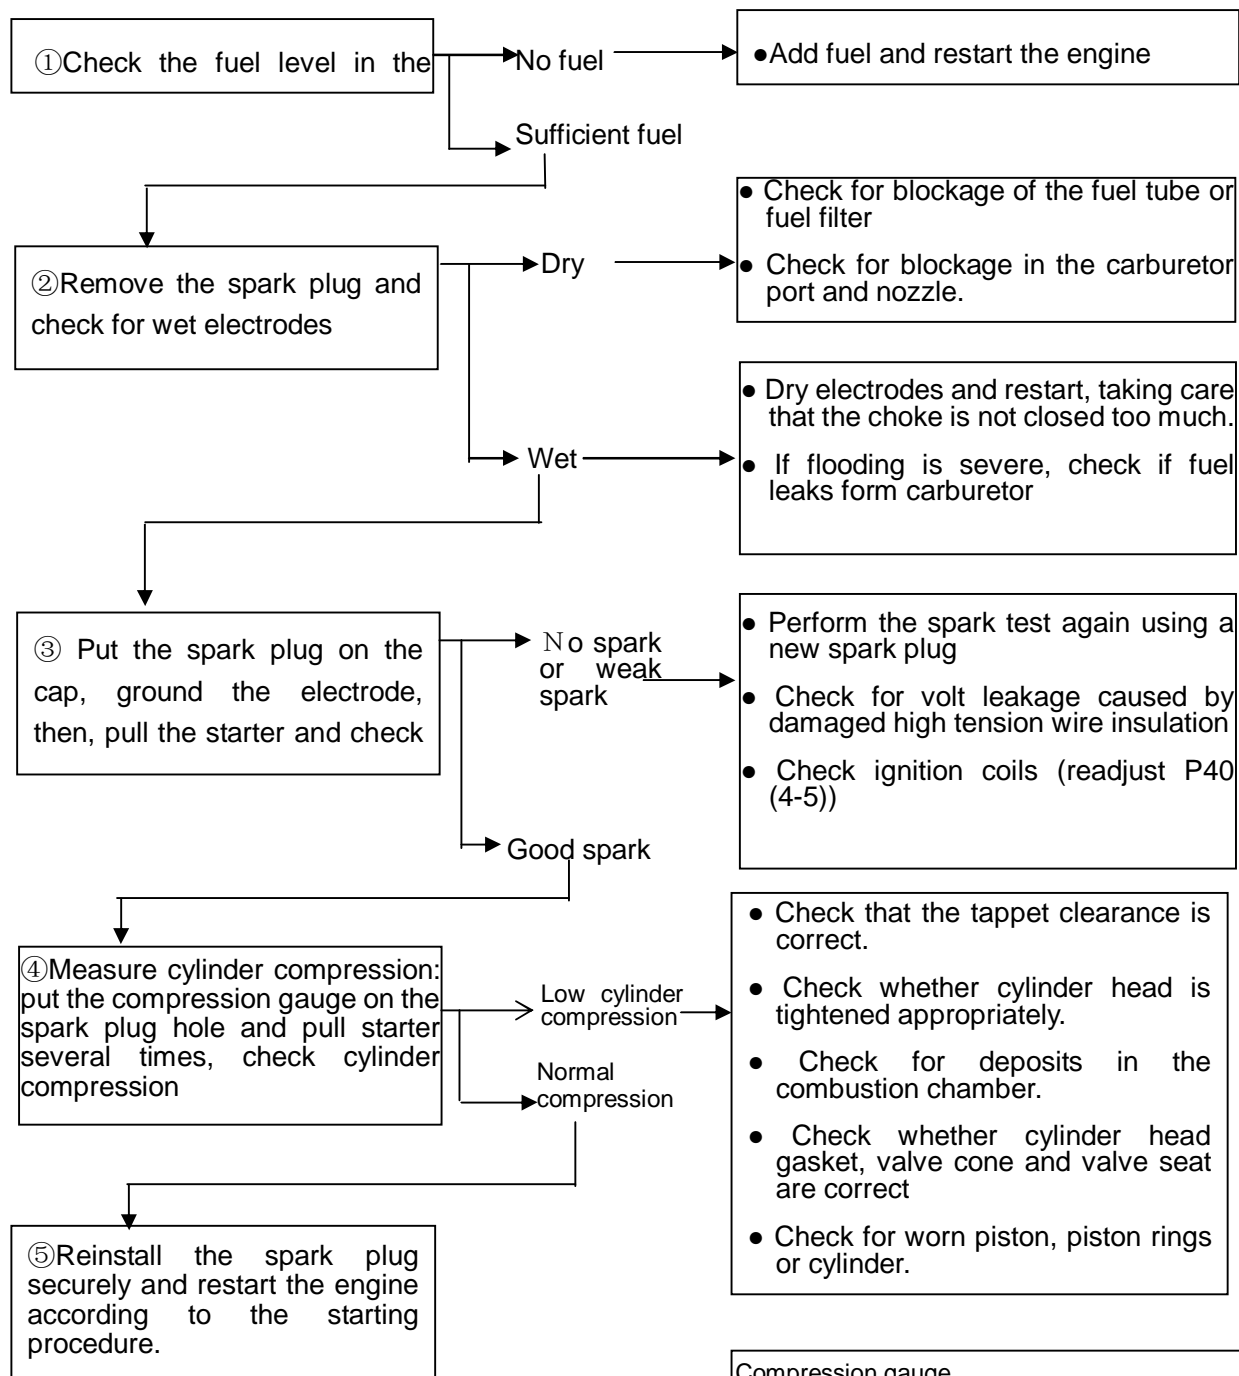 ①Check the fuel level in the
No fuel
●Add fuel and restart the engine
Sufficient fuel
● Check for blockage of the fuel tube or
fuel filter
● Check for blockage in the carburetor
port and nozzle.
②Remove the spark plug and
check for wet electrodes
Dry
● Dry electrodes and restart, taking care
that the choke is not closed too much.
● If flooding is severe, check if fuel
leaks form carburetor
Wet
③ Put the spark plug on the
cap, ground the electrode,
then, pull the starter and check
No spark
or weak
spark
● Perform the spark test again using a
new spark plug
● Check for volt leakage caused by
damaged high tension wire insulation
● Check ignition coils (readjust P40
(4-5))
Good spark
④Measure cylinder compression:
put the compression gauge on the
spark plug hole and pull starter
several times, check cylinder
compression
Low cylinder
compression
Normal
compression
● Check that the tappet clearance is
correct.
● Check whether cylinder head is
tightened appropriately.
● Check for deposits in the
combustion chamber.
● Check whether cylinder head
gasket, valve cone and valve seat
are correct
● Check for worn piston, piston rings
or cylinder.
⑤Reinstall the spark plug
securely and restart the engine
according to the starting
procedure.
Compression gauge